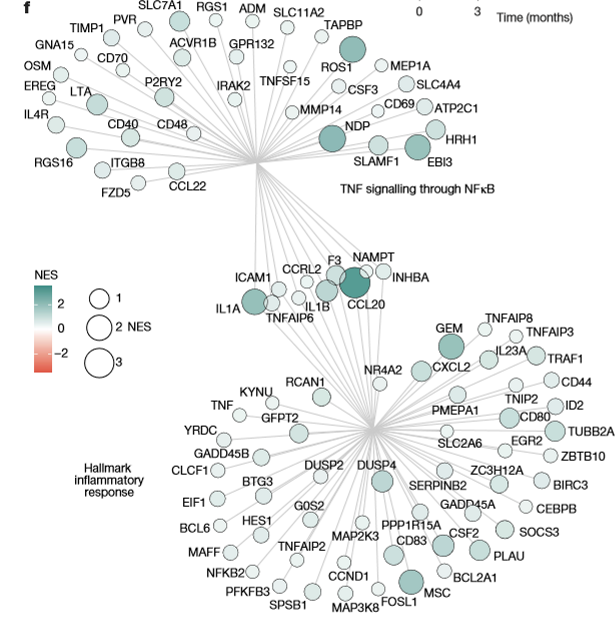 f
0 3 Time (months)
SLC7A1 RGS1 ADM SLC11A2
PVR TAPBP
TIMP1
GNA15 ACVR1B GPR132
CD70 ROS1 MEP1A
OSM TNFSF15
EREG LTA P2RY2 IRAK2 CSF3 SLC4A4
IL4R MMP14 CD69 ATP2C1
CD40 CD48 NDP
HRH1
RGS16 ITGB8 SLAMF1 EBI3
FZD5 CCL22
TNF signalling through NFκB
NES
2
0
−2
1
2 NES
3
ICAM1 CCRL2 F3 NAMPT
INHBA
IL1A TNFAIP6 IL1B CCL20
GEM TNFAIP8
TNFAIP3
IL23A TRAF1
NR4A2 CXCL2
RCAN1 CD44
KYNU PMEPA1 TNIP2
TNF GFPT2 CD80 ID2
YRDC TUBB2A
SLC2A6 EGR2
GADD45B ZBTB10
CLCF1 DUSP2 DUSP4 ZC3H12A
BTG3 SERPINB2 BIRC3
EIF1 G0S2 GADD45A CEBPB
BCL6 HES1 PPP1R15A
MAP2K3 CSF2 SOCS3
MAFF TNFAIP2 CD83 PLAU
NFKB2 CCND1 BCL2A1
PFKFB3 MSC
SPSB1 MAP3K8 FOSL1
Hallmark
inflammatory
response